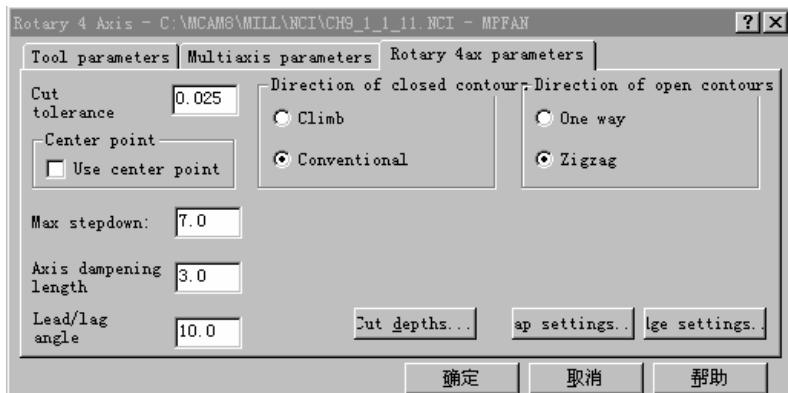 Rotary 4 Axis - C:\MCAM8\MILL\NCI\CH9_1_1_11.NCI - MPFAN
Tool parameters Multiaxis parameters Rotary 4ax parameters
Cut tolerance
0.025
Center point
Use center point
Direction of closed contours
Climb
Conventional
Direction of open contours
One way
Zigzag
Max stepdown:
7.0
Axis dampening
length
3.0
Lead/lag
angle
10.0
Cut depths...
ap settings..
lge settings.
确定
取消
帮助